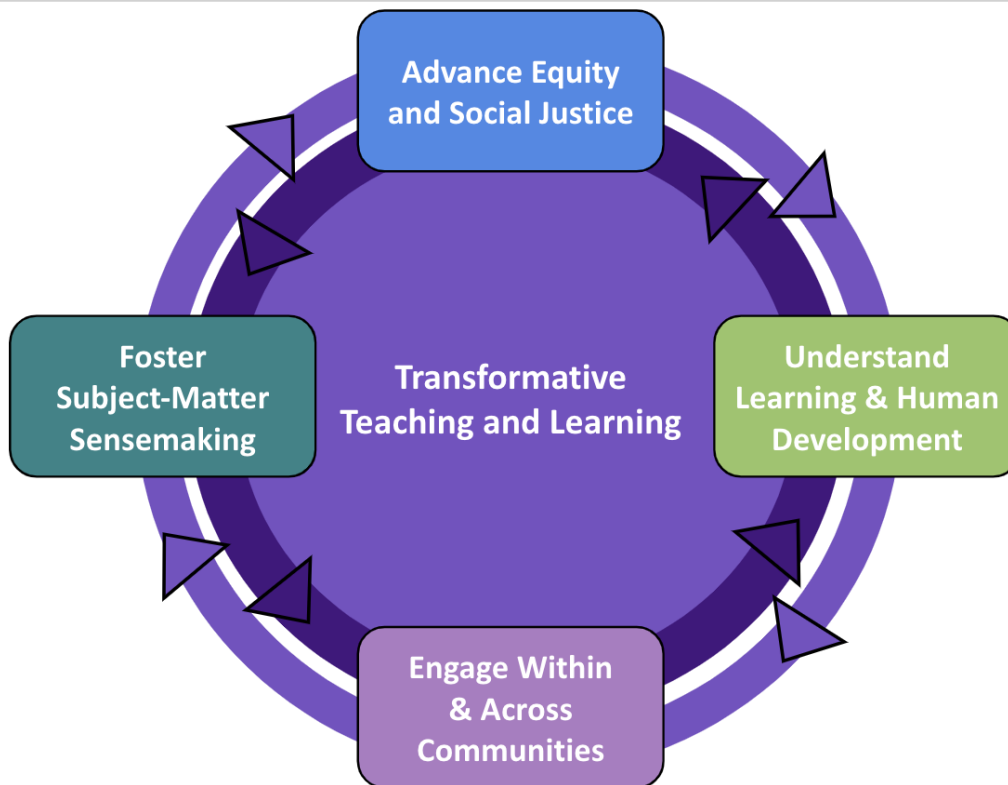 Advance Equity
and Social Justice
Foster
Subject-Matter
Sensemaking
Transformative
Teaching and Learning
Understand
Learning & Human
Development
Engage Within
& Across
Communities